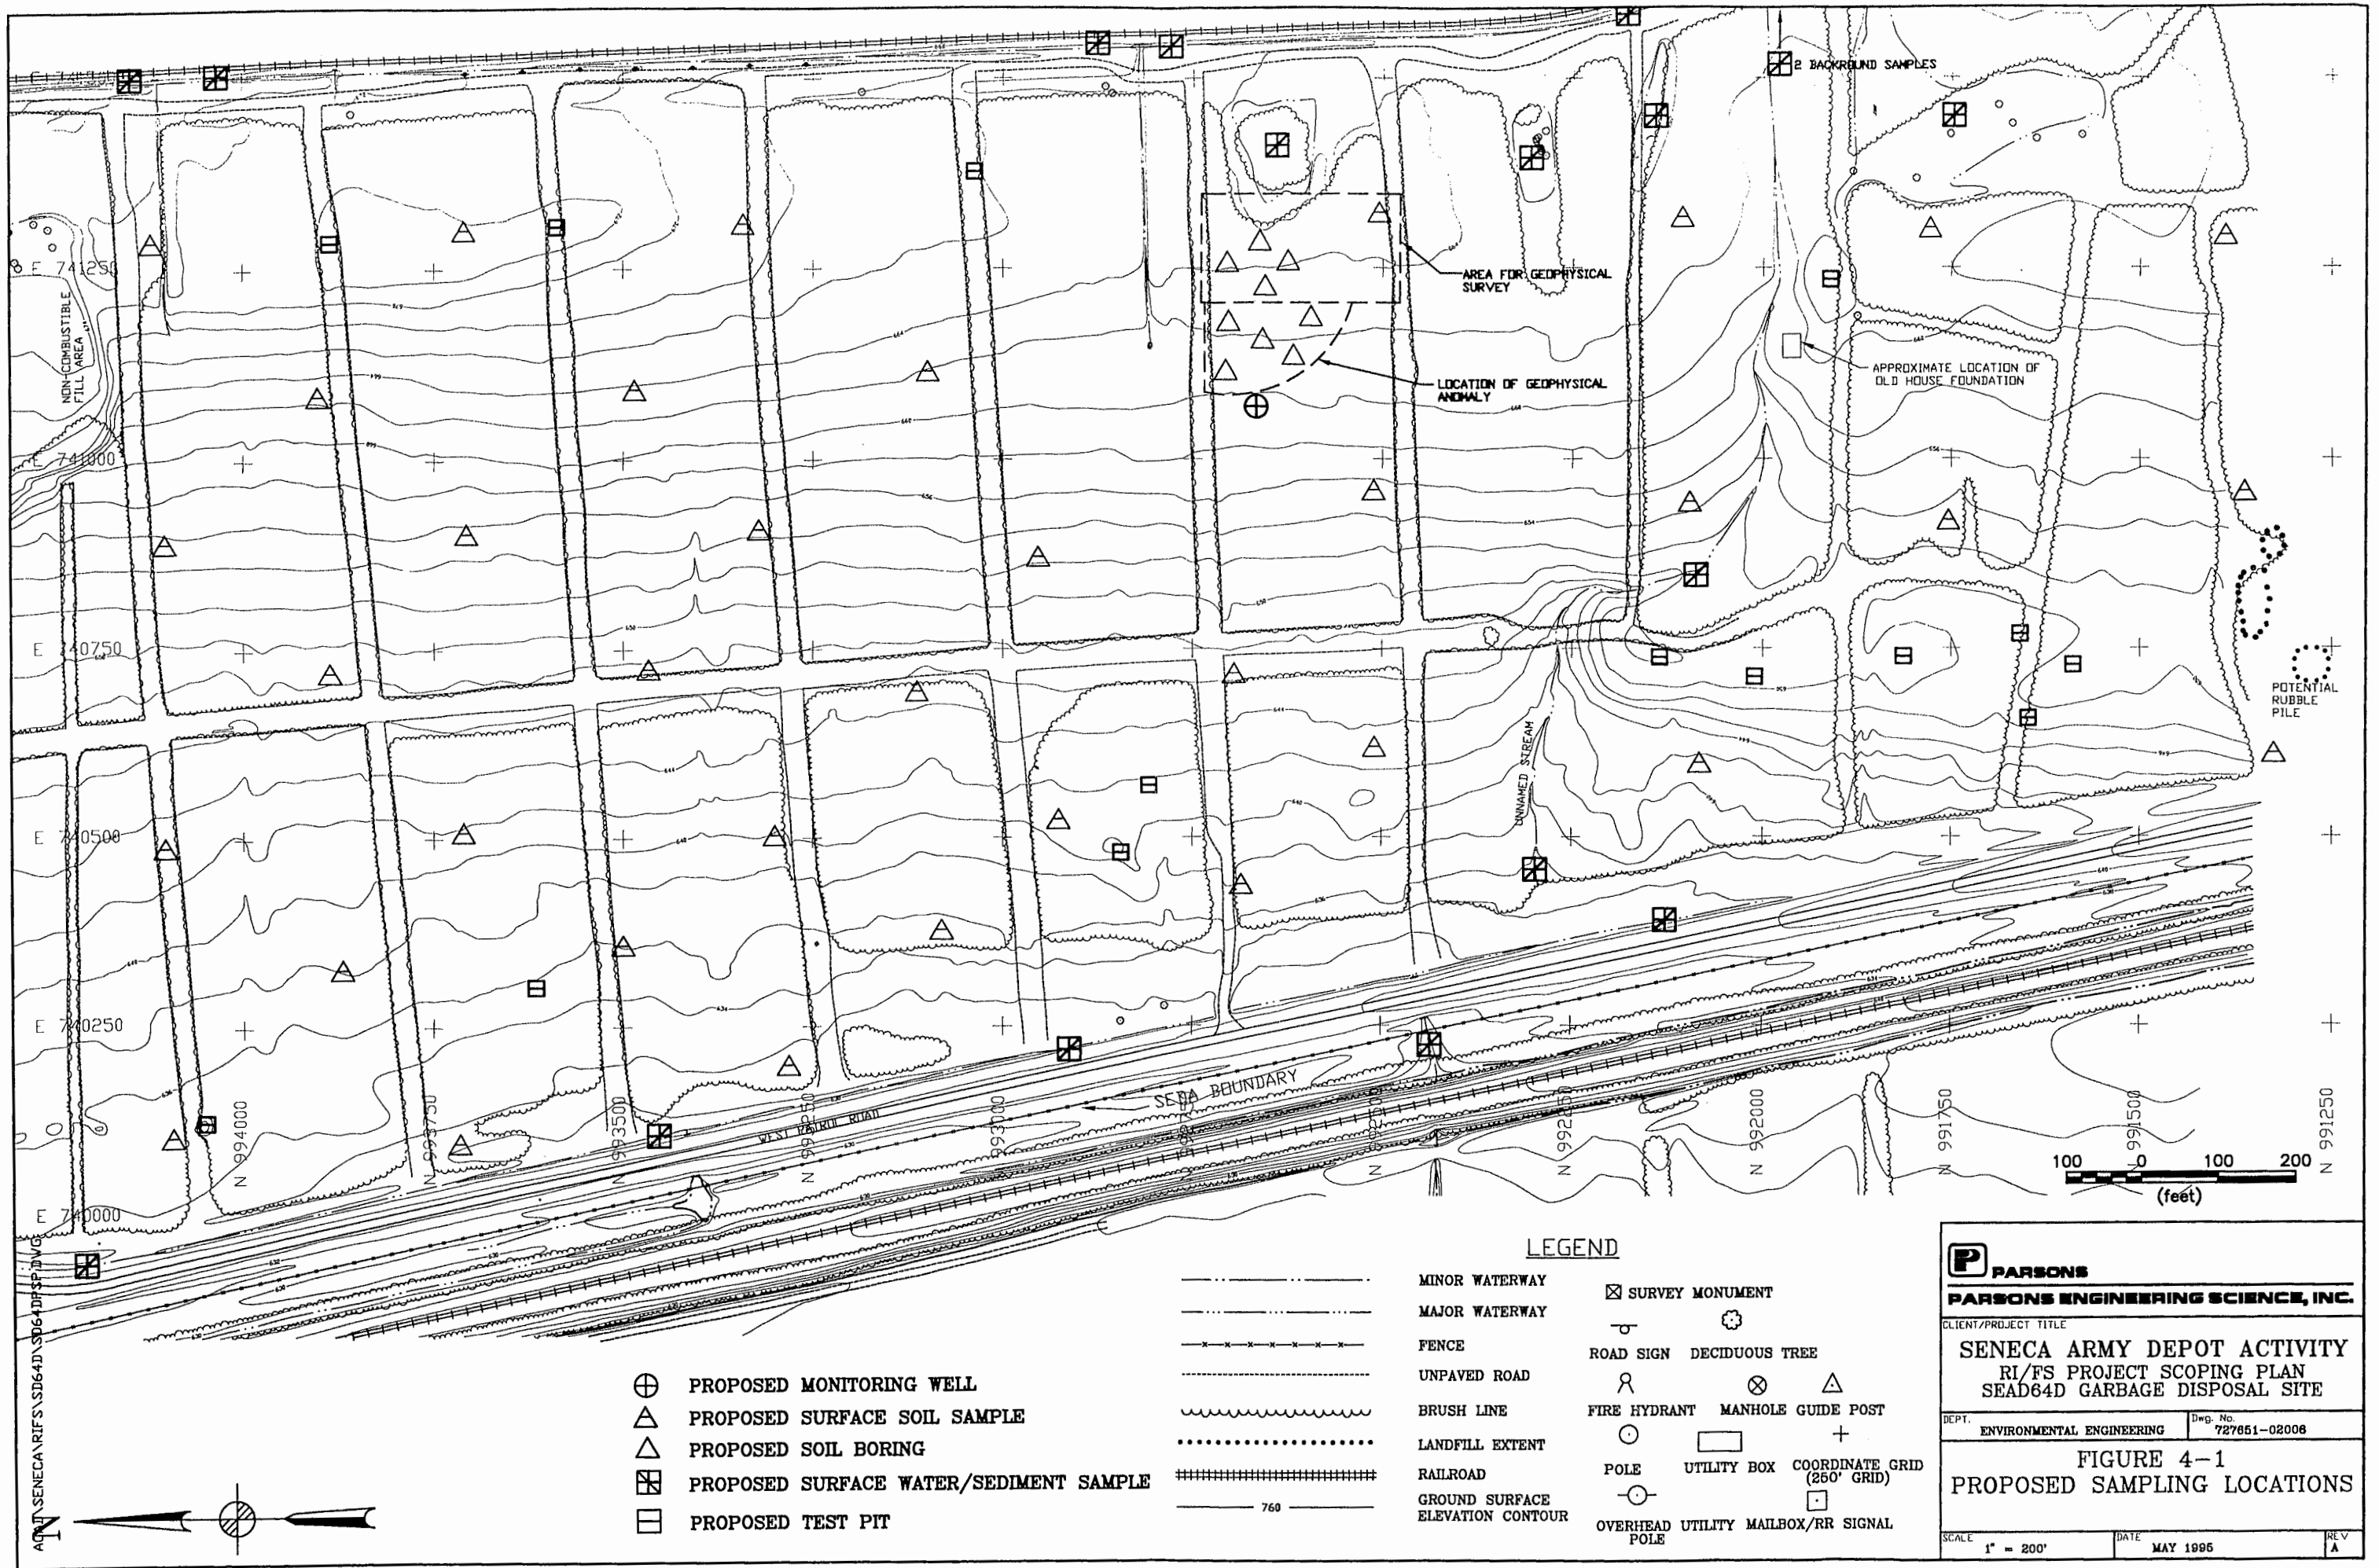 2 BACKROUND SAMPLES
E 741250
NON-COMBUSTIBLE
FILL AREA
AREA FOR GEOPHYSICAL
SURVEY
APPROXIMATE LOCATION OF
OLD HOUSE FOUNDATION
LOCATION OF GEOPHYSICAL
ANOMALY
E 741000
E 740750
POTENTIAL
RUBBLE
PILE
UNNAMED STREAM
E 740500
E 740250
SEDA BOUNDARY
WEST PATROL ROAD
N 994000
N 993750
N 993500
N 993250
N 993000
N 992250
N 992000
N 991750
N 991500
N 991250
E 740000
100 0 100 200
(feet)
N
LEGEND
PROPOSED MONITORING WELL
PROPOSED SURFACE SOIL SAMPLE
PROPOSED SOIL BORING
PROPOSED SURFACE WATER/SEDIMENT SAMPLE
PROPOSED TEST PIT
MINOR WATERWAY
MAJOR WATERWAY
FENCE
UNPAVED ROAD
BRUSH LINE
LANDFILL EXTENT
RAILROAD
760 GROUND SURFACE
ELEVATION CONTOUR
SURVEY MONUMENT
ROAD SIGN DECIDUOUS TREE
FIRE HYDRANT MANHOLE GUIDE POST
POLE UTILITY BOX COORDINATE GRID
(250' GRID)
OVERHEAD UTILITY MAILBOX/RR SIGNAL
POLE
P PARSONS
PARSONS ENGINEERING SCIENCE, INC.
CLIENT/PROJECT TITLE
SENECA ARMY DEPOT ACTIVITY
RI/FS PROJECT SCOPING PLAN
SEAD64D GARBAGE DISPOSAL SITE
DEPT. ENVIRONMENTAL ENGINEERING
Dwg. No. 727651-02006
FIGURE 4-1
PROPOSED SAMPLING LOCATIONS
SCALE 1" = 200'
DATE MAY 1995
REV A